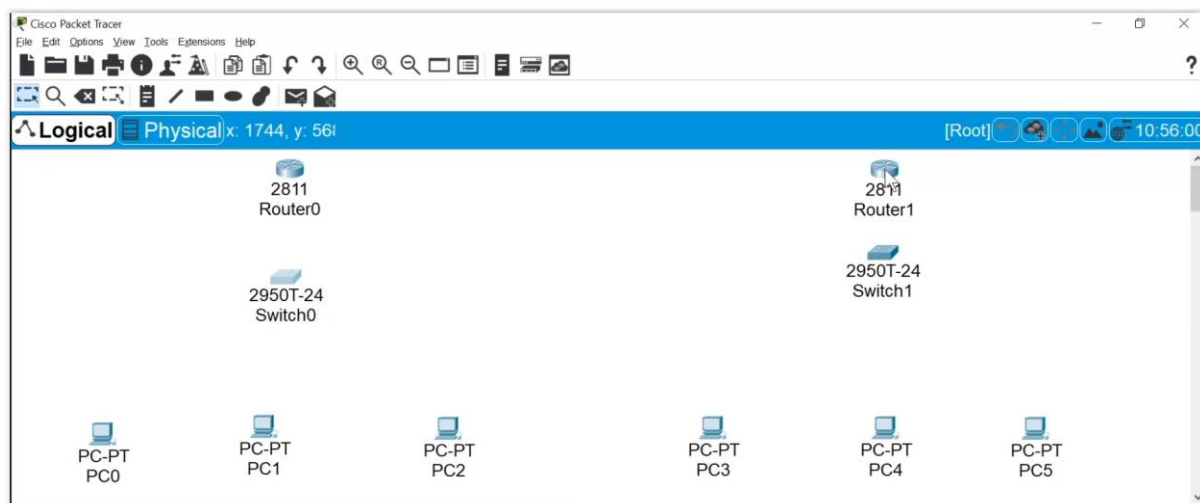 Cisco Packet Tracer
File Edit Options View Tools Extensions Help
?
Logical Physical x: 1744, y: 568 [Root] 10:56:00
2811
Router0
2811
Router1
2950T-24
Switch0
2950T-24
Switch1
PC-PT
PC0
PC-PT
PC1
PC-PT
PC2
PC-PT
PC3
PC-PT
PC4
PC-PT
PC5